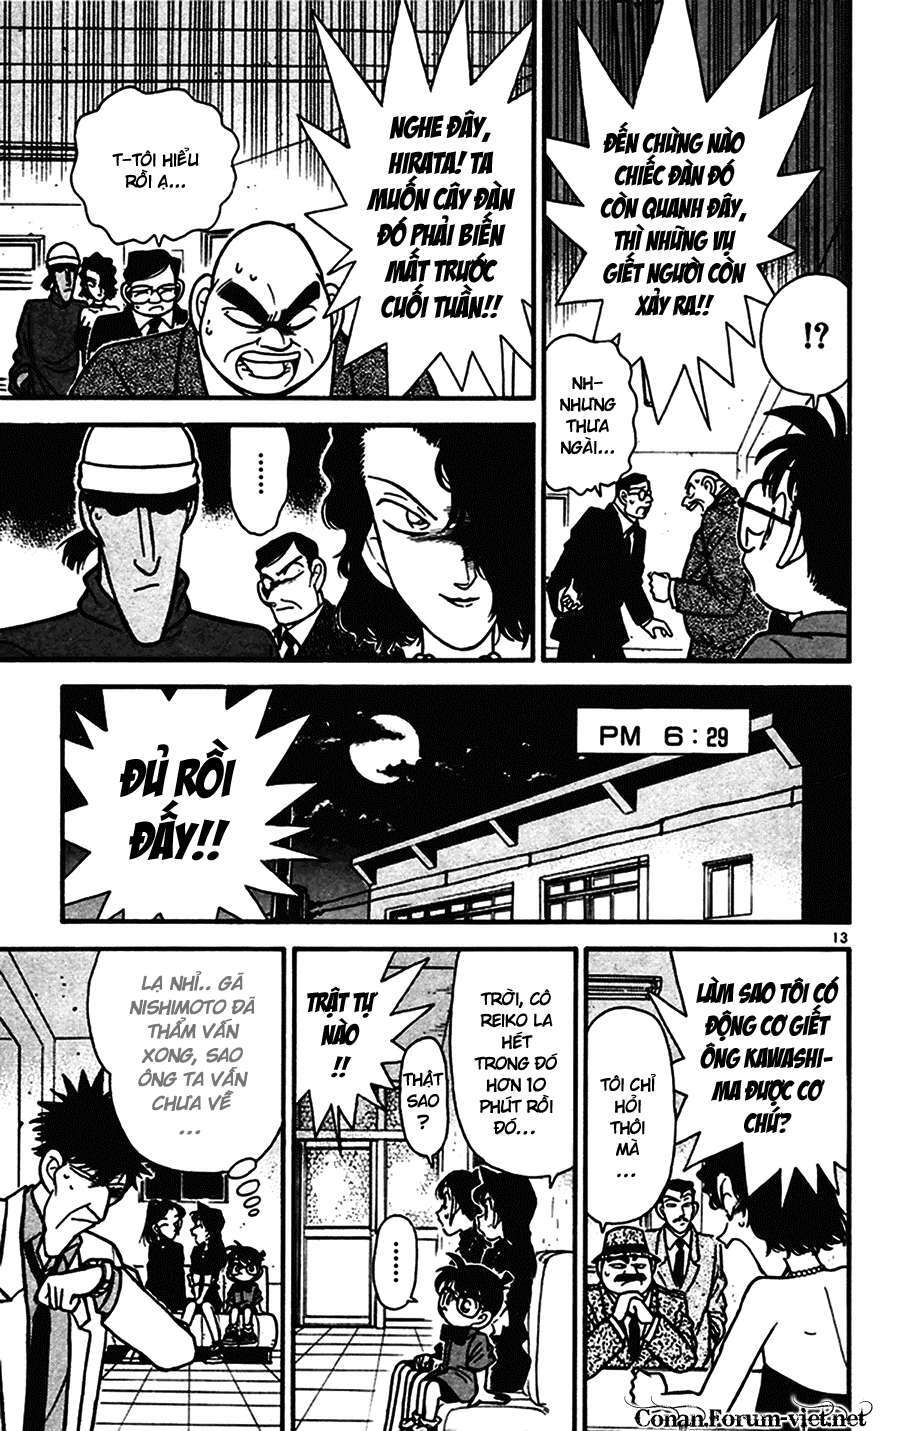 ĐẾN CHỪNG NÀO
CHIẾC ĐÀN ĐÓ
CÒN QUANH ĐÂY,
THÌ NHỮNG VỤ
GIẾT NGƯỜI CÒN
XẢY RA!!
!?
NH-
NHƯNG
THƯA
NGÀI...
NGHE ĐÂY,
HIRATA! TA
MUỐN CÂY ĐÀN
ĐÓ PHẢI BIẾN
MẤT TRƯỚC
CUỐI TUẦN!!
T-TÔI HIỂU
RỒI Ạ...
......
PM 6:29
ĐỦ RỒI
ĐẤY!!
13
LÀM SAO TÔI CÓ
ĐỘNG CƠ GIẾT
ÔNG KAWASHI-
MA ĐƯỢC CƠ
CHỨ?
TÔI CHỈ
HỎI
THÔI
MÀ
...
TRỜI, CÔ
REIKO LA
HÉT
TRONG ĐÓ
HƠN 10
PHÚT RỒI
ĐÓ...
THẬT
SAO
?
TRẬT TỰ
NÀO
!!
...
LẠ NHỈ.. GÃ
NISHIMOTO ĐÃ
THẨM VẤN
XONG, SAO
ÔNG TA VẪN
CHƯA VỀ
...
Conan.Forum-viet.net